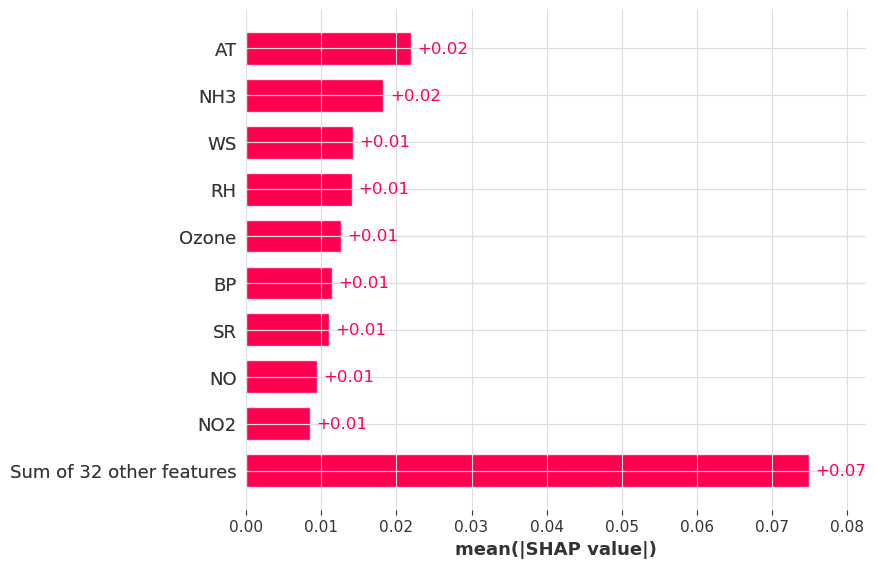 AT +0.02
NH3 +0.02
WS +0.01
RH +0.01
Ozone +0.01
BP +0.01
SR +0.01
NO +0.01
NO2 +0.01
Sum of 32 other features +0.07
0.00 0.01 0.02 0.03 0.04 0.05 0.06 0.07 0.08
mean(|SHAP value|)